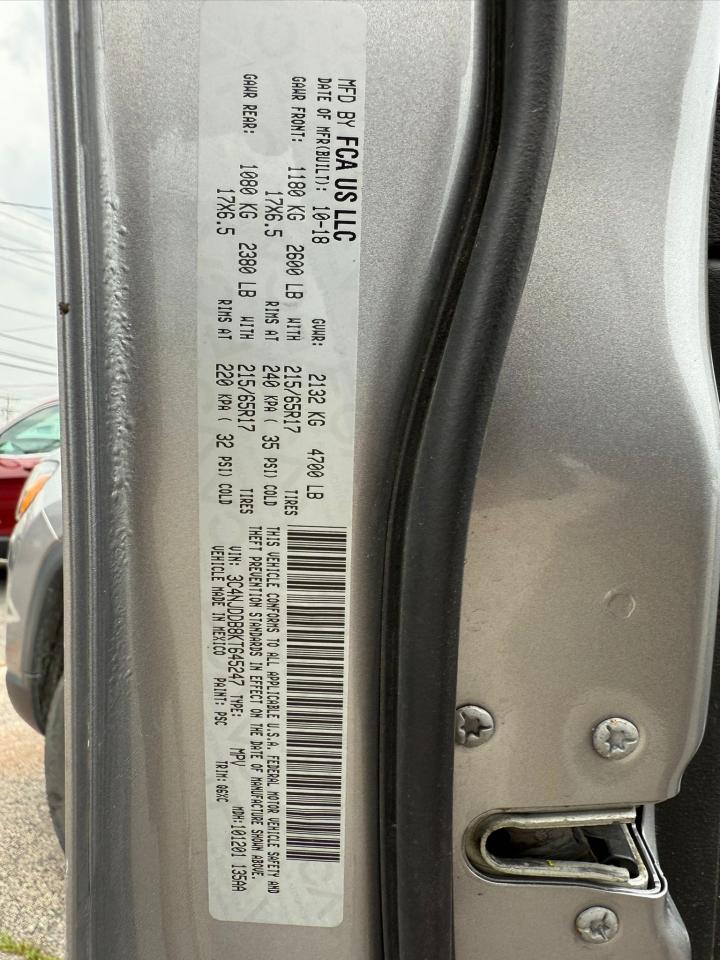 MFD BY FCA US LLC
DATE OF MFR(BUILT): 10-18 GVWR: 2132 KG 4700 LB
GAWR FRONT: 1180 KG 2600 LB WITH 215/65R17 TIRES
17X6.5 RIMS AT 240 KPA ( 35 PSI) COLD
GAWR REAR: 1080 KG 2380 LB WITH 215/65R17 TIRES
17X6.5 RIMS AT 220 KPA ( 32 PSI) COLD
THIS VEHICLE CONFORMS TO ALL APPLICABLE U.S.A. FEDERAL MOTOR VEHICLE SAFETY AND
THEFT PREVENTION STANDARDS IN EFFECT ON THE DATE OF MANUFACTURE SHOWN ABOVE.
VIN: 3C4NJDDB8KT645247 TYPE: MPV MDH:101201 135AA
VEHICLE MADE IN MEXICO PAINT: PSC TRIM: 06XC